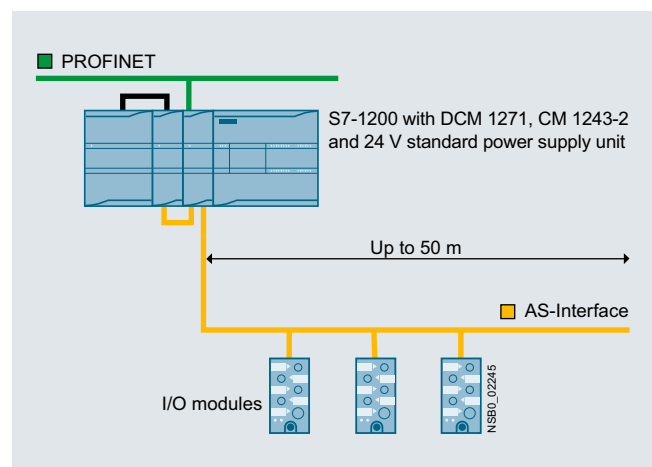 PROFINET
S7-1200 with DCM 1271, CM 1243-2
and 24 V standard power supply unit
Up to 50 m
AS-Interface
I/O modules
NSB0_02245